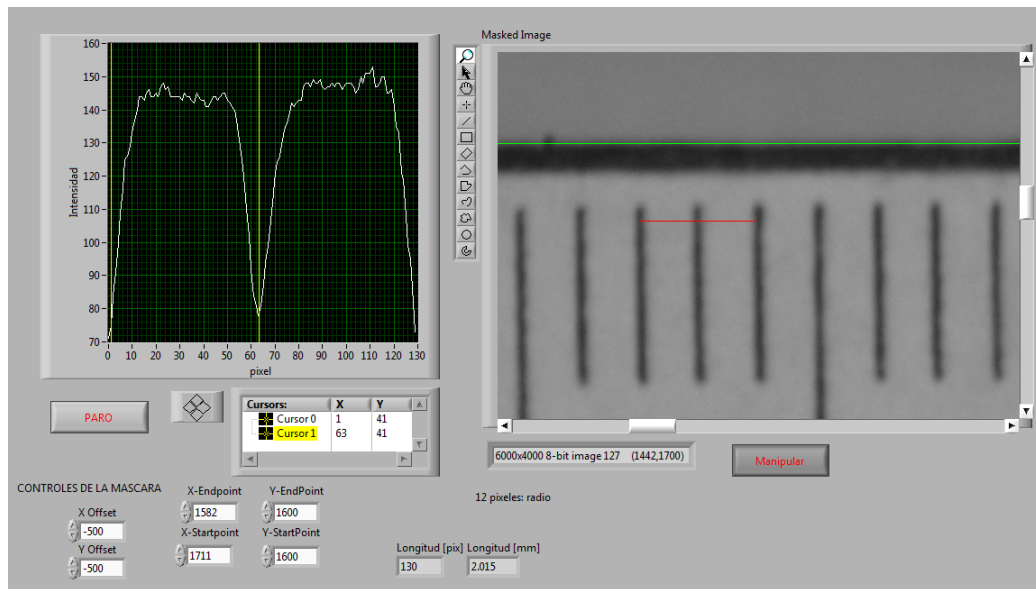 Masked Image
160
150
140
130
120
110
100
90
80
70
Intensidad
0 10 20 30 40 50 60 70 80 90 100 110 120 130
pixel
PARO
Cursors: X Y
Cursor 0 1 41
Cursor 1 63 41
6000x4000 8-bit image 127 (1442,1700)
Manipular
CONTROLES DE LA MASCARA
X Offset
-500
Y Offset
-500
X-Endpoint Y-EndPoint
1582 1600
X-Startpoint Y-StartPoint
1711 1600
12 pixeles: radio
Longitud [pix] Longitud [mm]
130 2.015